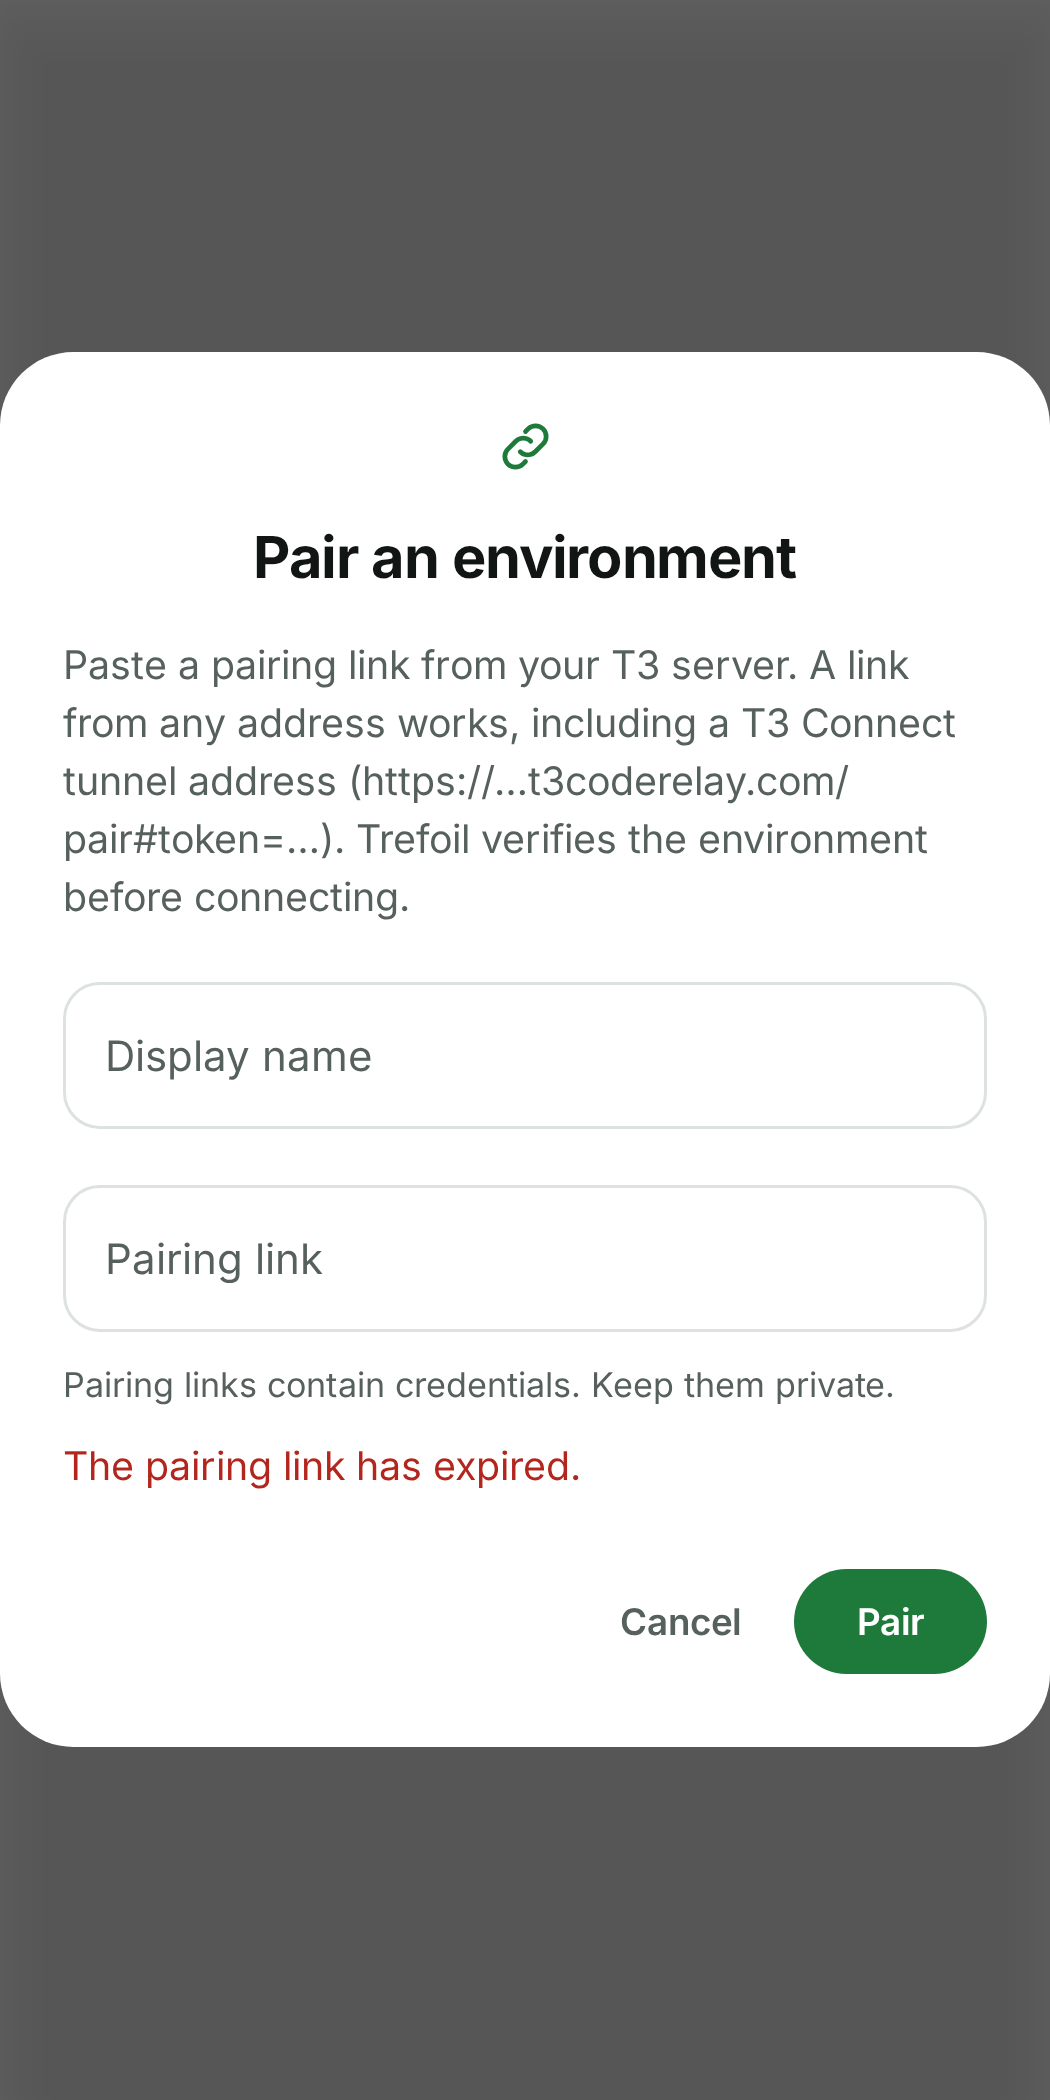 Pair an environment
Paste a pairing link from your T3 server. A link
from any address works, including a T3 Connect
tunnel address (https://…t3coderelay.com/
pair#token=…). Trefoil verifies the environment
before connecting.
Display name
Pairing link
Pairing links contain credentials. Keep them private.
The pairing link has expired.
Cancel
Pair